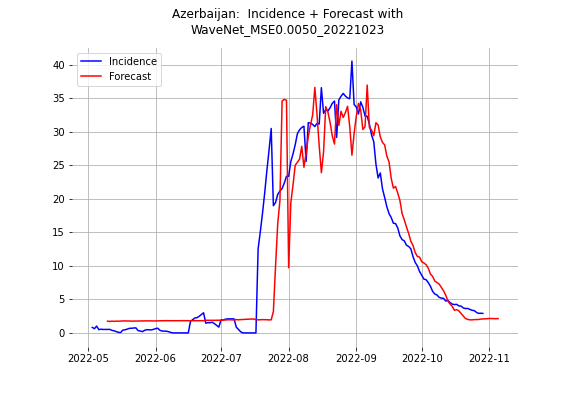 Azerbaijan:  Incidence + Forecast with
WaveNet_MSE0.0050_20221023
Incidence
Forecast
40
35
30
25
20
15
10
5
0
2022-05 2022-06 2022-07 2022-08 2022-09 2022-10 2022-11